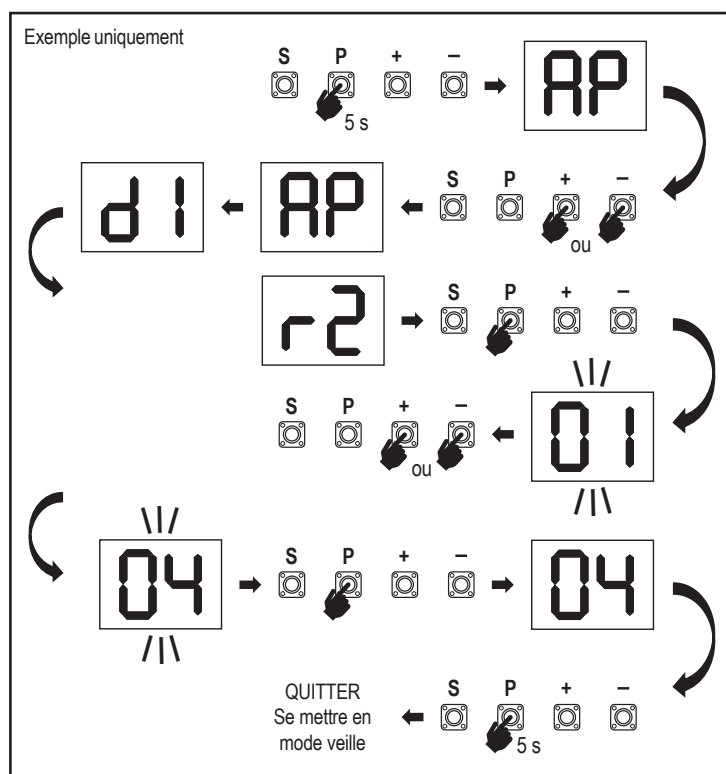 Exemple uniquement
S P + −
5 s
AP
S P + −
ou
AP
d1
r2
S P + −
01
S P + −
ou
04
S P + −
04
S P + −
5 s
QUITTER
Se mettre en
mode veille